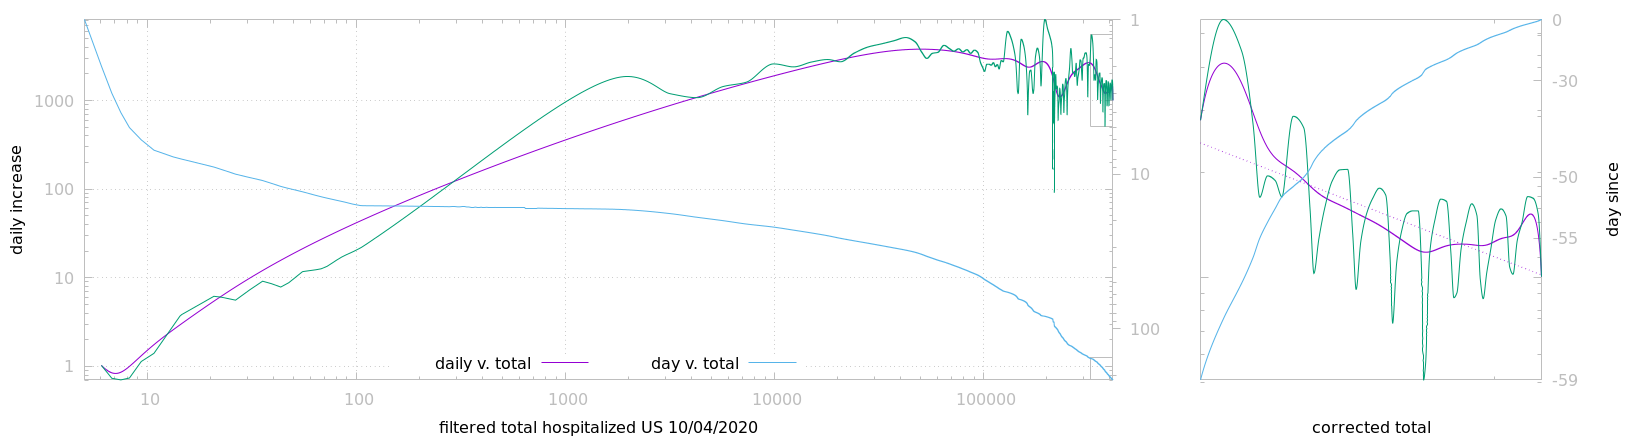 1
0
-30
1000
daily increase
100
10
-50
day since
-55
10
100
1
daily v. total
day v. total
-59
10
100
1000
10000
100000
filtered total hospitalized US 10/04/2020
corrected total